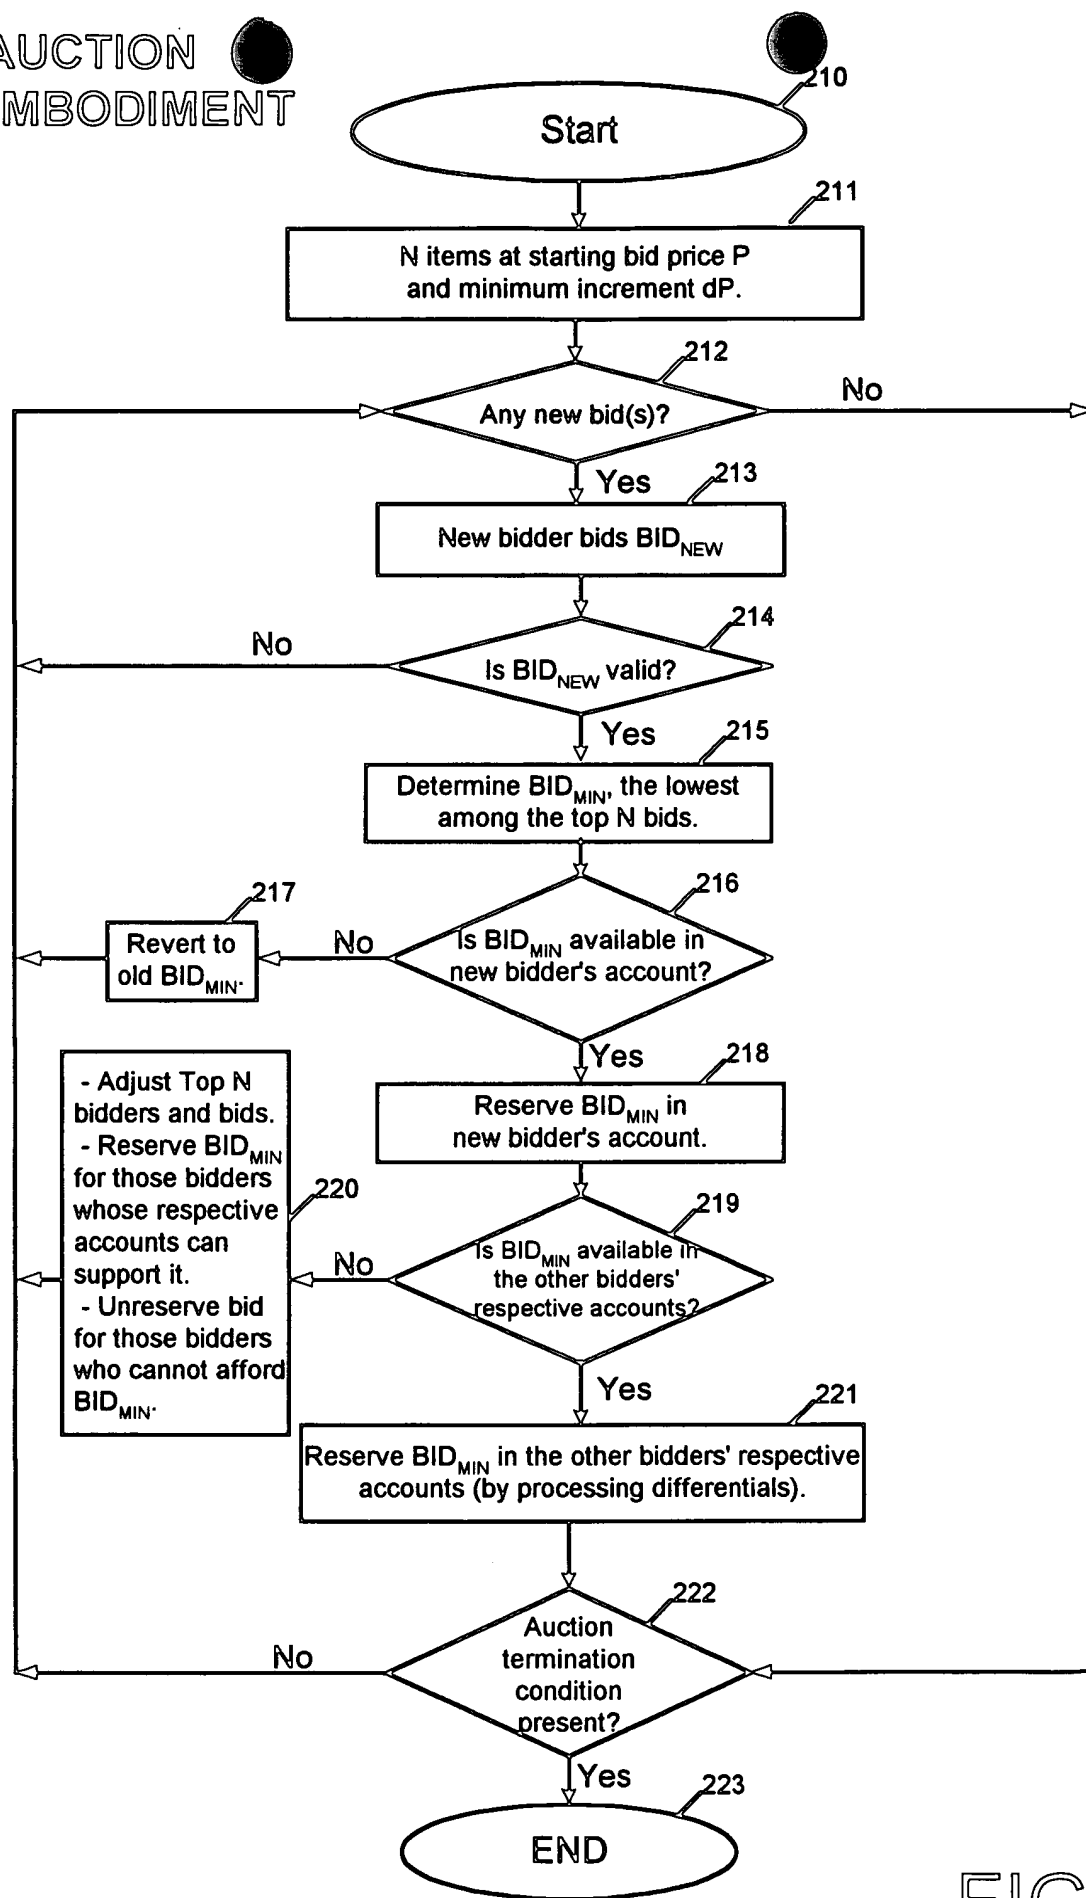 AUCTION
MBODIMENT
210
Start
211
N items at starting bid price P
and minimum increment dP.
212
No
Any new bid(s)?
Yes
213
New bidder bids BID_NEW
214
No
Is BID_NEW valid?
Yes
215
Determine BID_MIN, the lowest
among the top N bids.
216
217
Revert to
old BID_MIN.
No
Is BID_MIN available in
new bidder's account?
Yes
218
Reserve BID_MIN in
new bidder's account.
- Adjust Top N
bidders and bids.
- Reserve BID_MIN
for those bidders
whose respective
accounts can
support it.
- Unreserve bid
for those bidders
who cannot afford
BID_MIN.
220
219
No
Is BID_MIN available in
the other bidders'
respective accounts?
Yes
221
Reserve BID_MIN in the other bidders' respective
accounts (by processing differentials).
222
No
Auction
termination
condition
present?
Yes
223
END
FIG